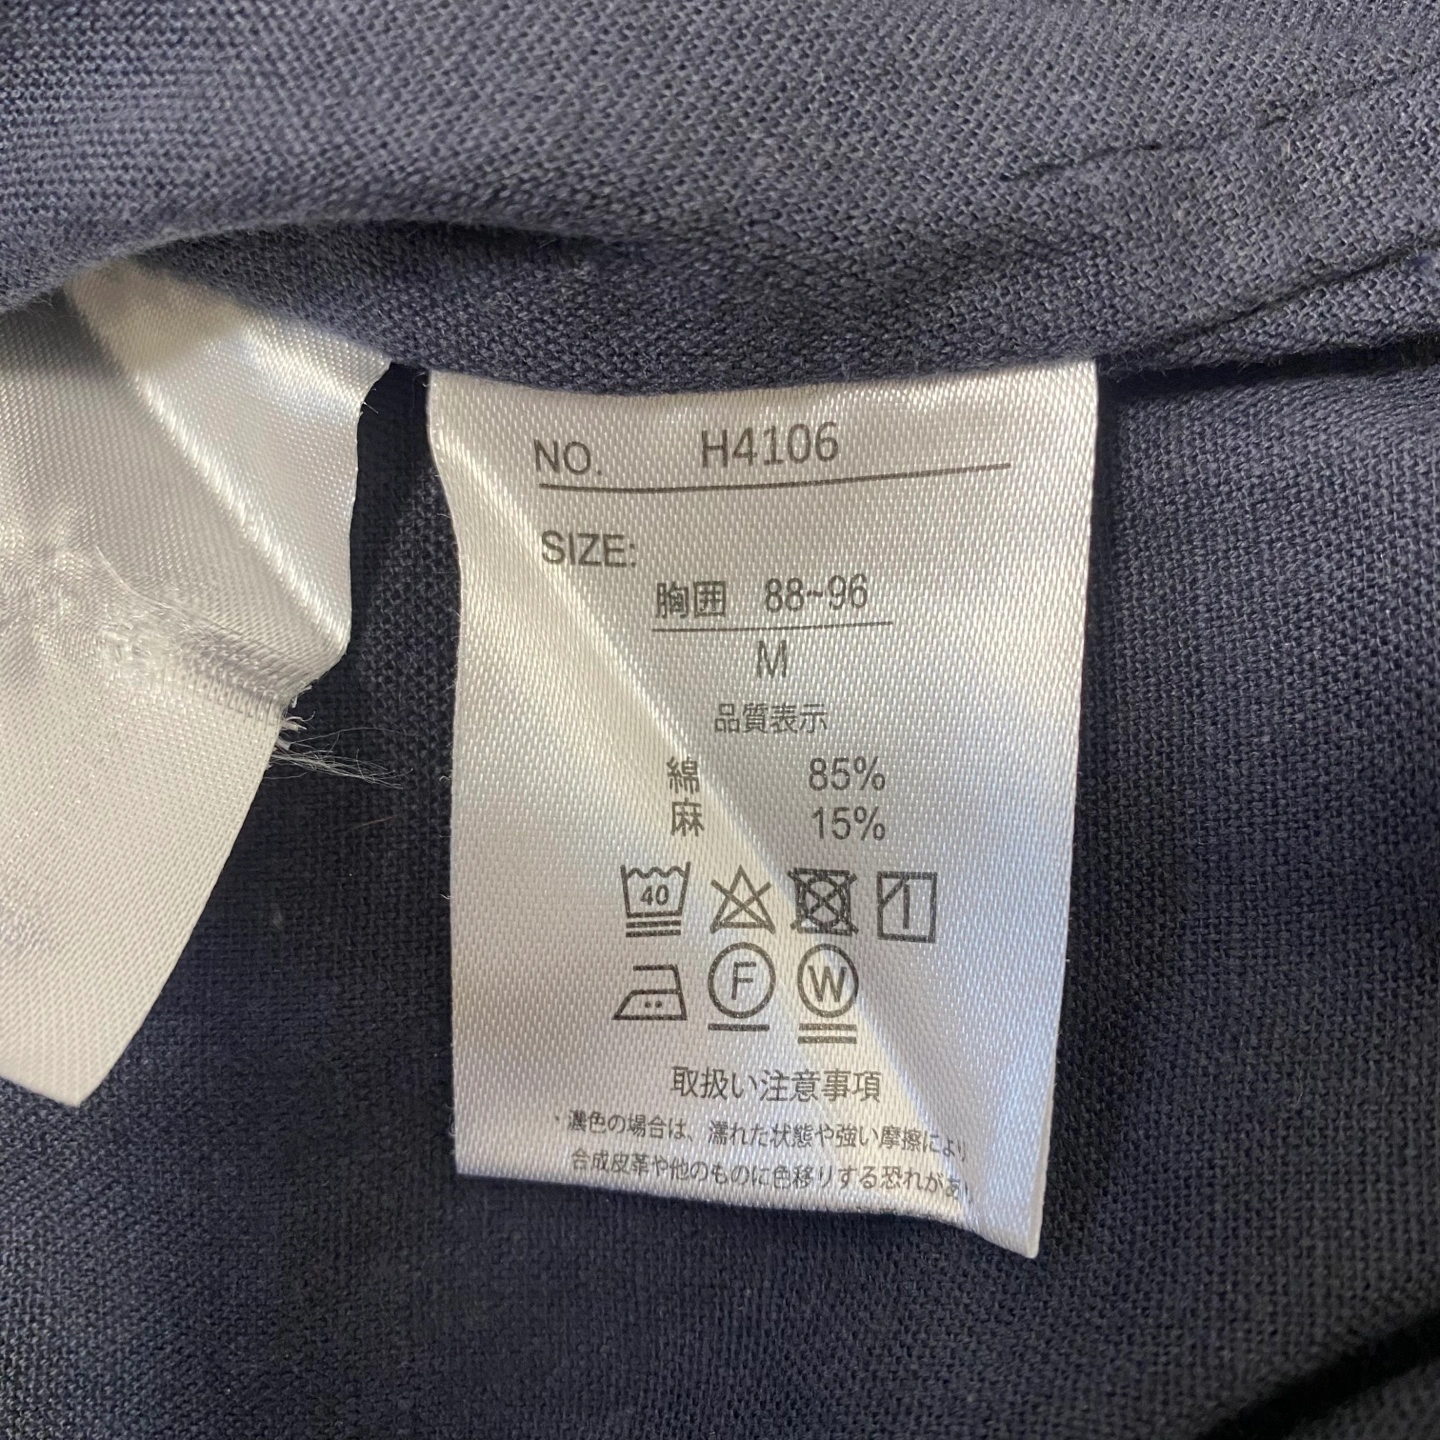 NO. H4106
SIZE:
胸囲 88~96
M
品質表示
綿 85%
麻 15%
40
F W
取扱い注意事項
・濃色の場合は、濡れた状態や強い摩擦により
合成皮革や他のものに色移りする恐れがあり